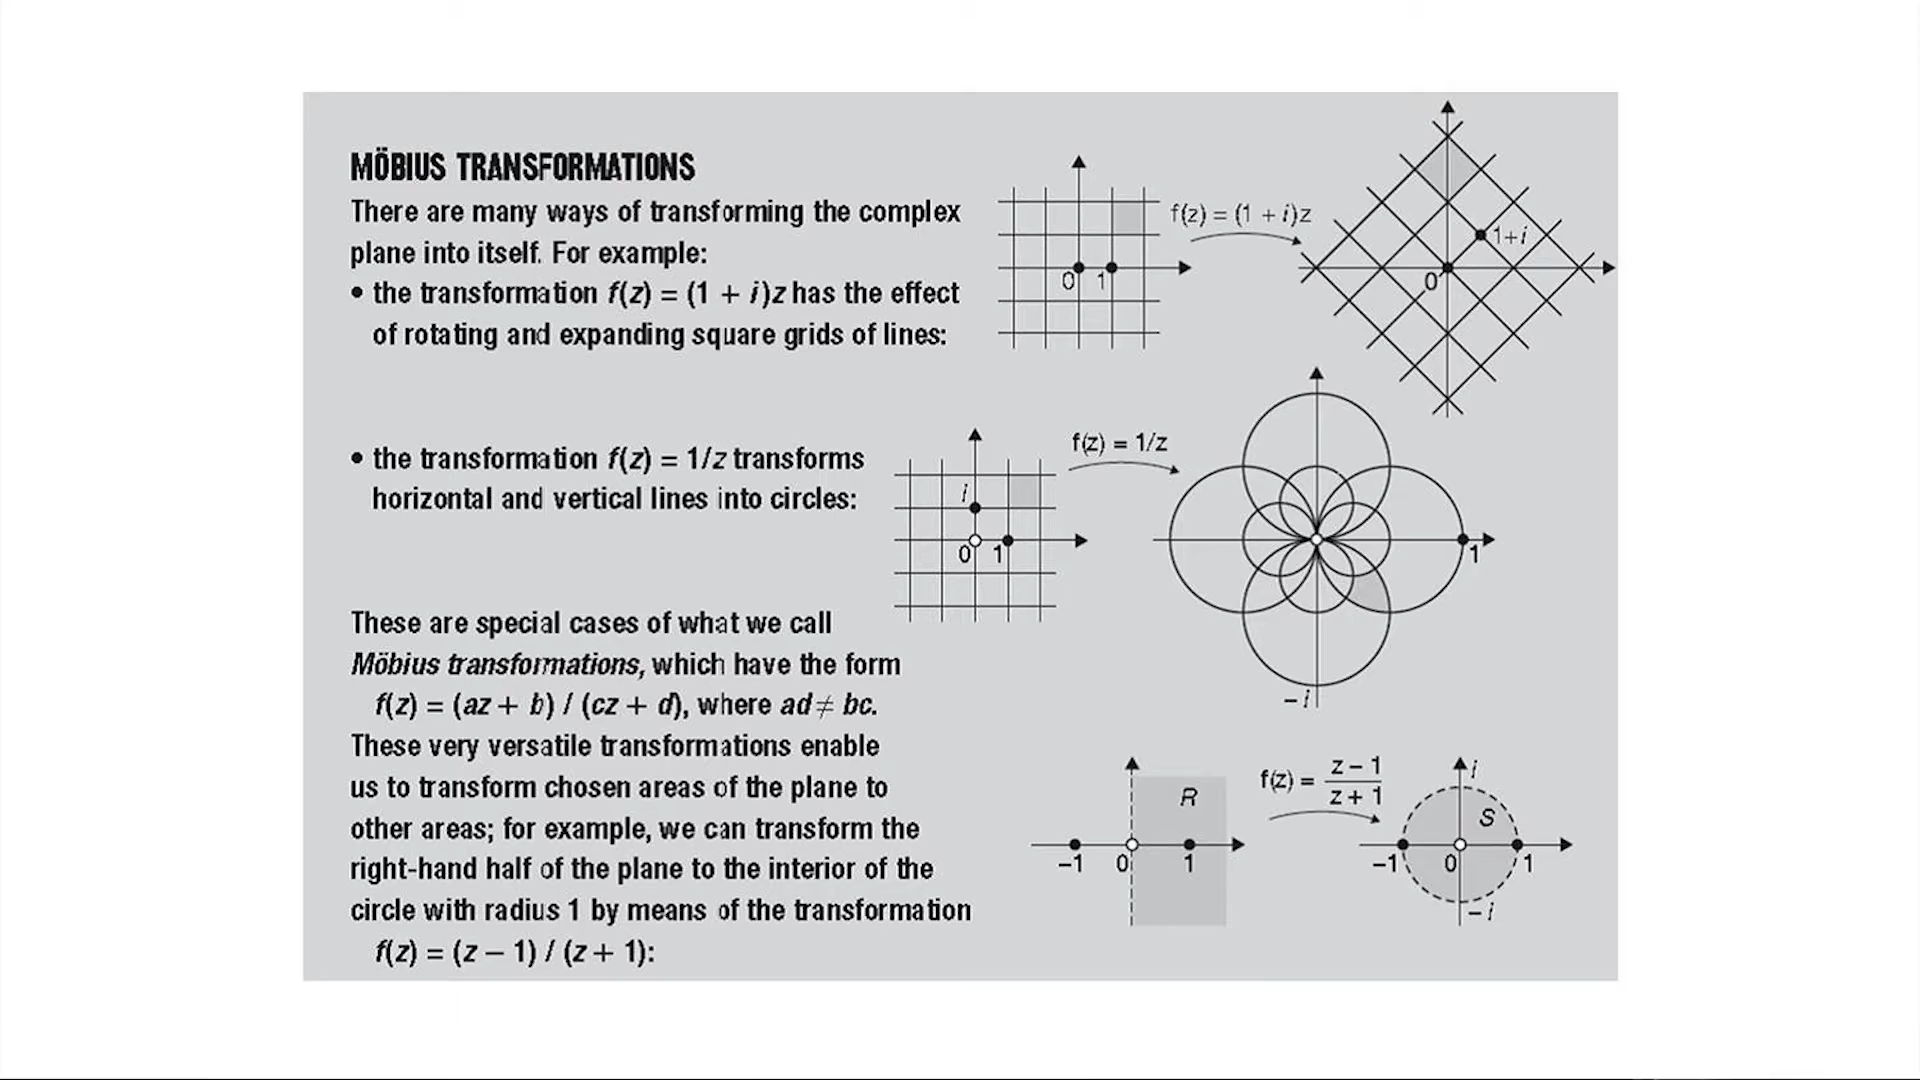 MÖBIUS TRANSFORMATIONS
There are many ways of transforming the complex
plane into itself. For example:
• the transformation f(z) = (1 + i)z has the effect
of rotating and expanding square grids of lines:
0 1
f(z) = (1 + i)z
1+i
0
• the transformation f(z) = 1/z transforms
horizontal and vertical lines into circles:
i
0 1
f(z) = 1/z
1
–i
These are special cases of what we call
Möbius transformations, which have the form
f(z) = (az + b) / (cz + d), where ad ≠ bc.
These very versatile transformations enable
us to transform chosen areas of the plane to
other areas; for example, we can transform the
right-hand half of the plane to the interior of the
circle with radius 1 by means of the transformation
f(z) = (z – 1) / (z + 1):
R
–1 0 1
f(z) = z – 1
z + 1
i
S
–1 0 1
–i